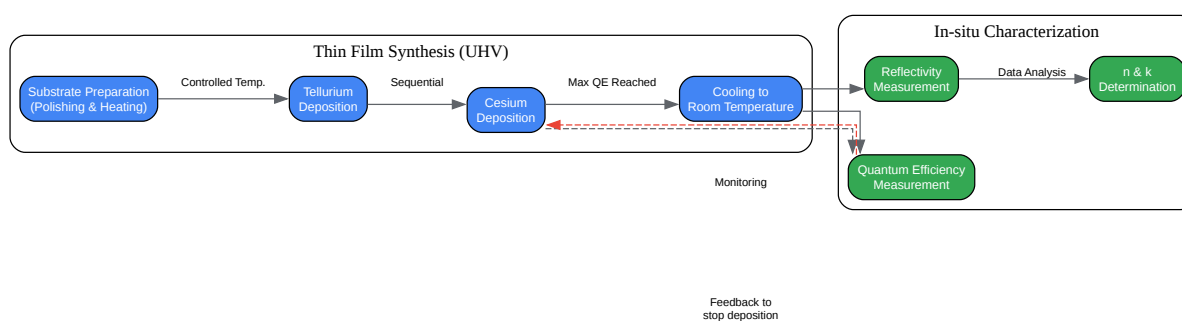 In-situ Characterization
Thin Film Synthesis (UHV)
Substrate Preparation
(Polishing & Heating)
Controlled Temp.
Tellurium
Deposition
Sequential
Cesium
Deposition
Max QE Reached
Cooling to
Room Temperature
Reflectivity
Measurement
Data Analysis
n & k
Determination
Quantum Efficiency
Measurement
Monitoring
Feedback to
stop deposition